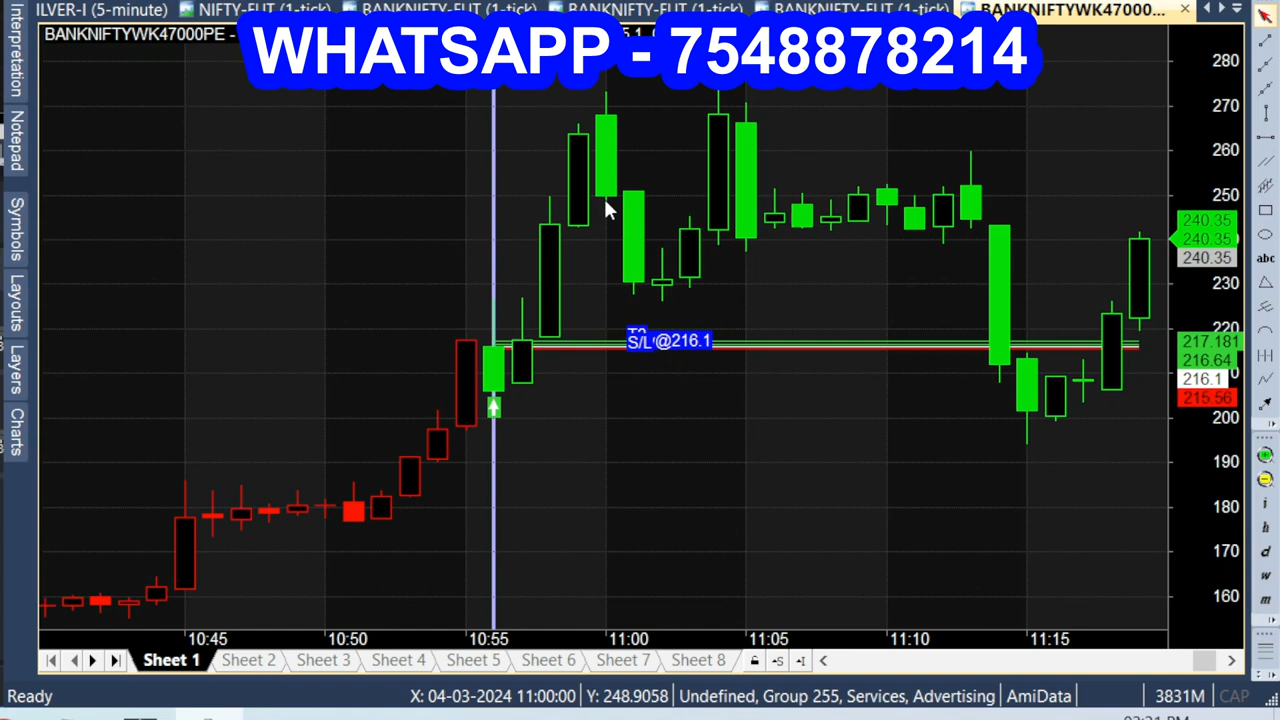 ILVER-I (5-minute) NIFTY-FUT (1-tick) BANKNIFTY-FUT (1-tick) BANKNIFTY-FUT (1-tick) BANKNIFTY-FUT (1-tick) BANKNIFTYWK47000...
BANKNIFTYWK47000PE -
WHATSAPP - 7548878214
Interpretation
Notepad
Symbols
Layouts
Layers
Charts
280
270
260
250
240.35
240.35
240.35
230
220
217.181
216.64
216.1
215.56
200
190
180
170
160
S/L @216.1
10:45 10:50 10:55 11:00 11:05 11:10 11:15
Sheet 1 Sheet 2 Sheet 3 Sheet 4 Sheet 5 Sheet 6 Sheet 7 Sheet 8
Ready X: 04-03-2024 11:00:00 Y: 248.9058 Undefined, Group 255, Services, Advertising AmiData 3831M CAP
abc
i
h
d
w
m